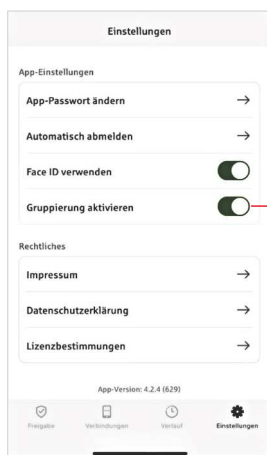 Einstellungen
App-Einstellungen
App-Passwort ändern
Automatisch abmelden
Face ID verwenden
Gruppierung aktivieren
Rechtliches
Impressum
Datenschutzerklärung
Lizenzbestimmungen
App-Version: 4.2.4 (629)
Freigabe Verbindungen Verlauf Einstellungen